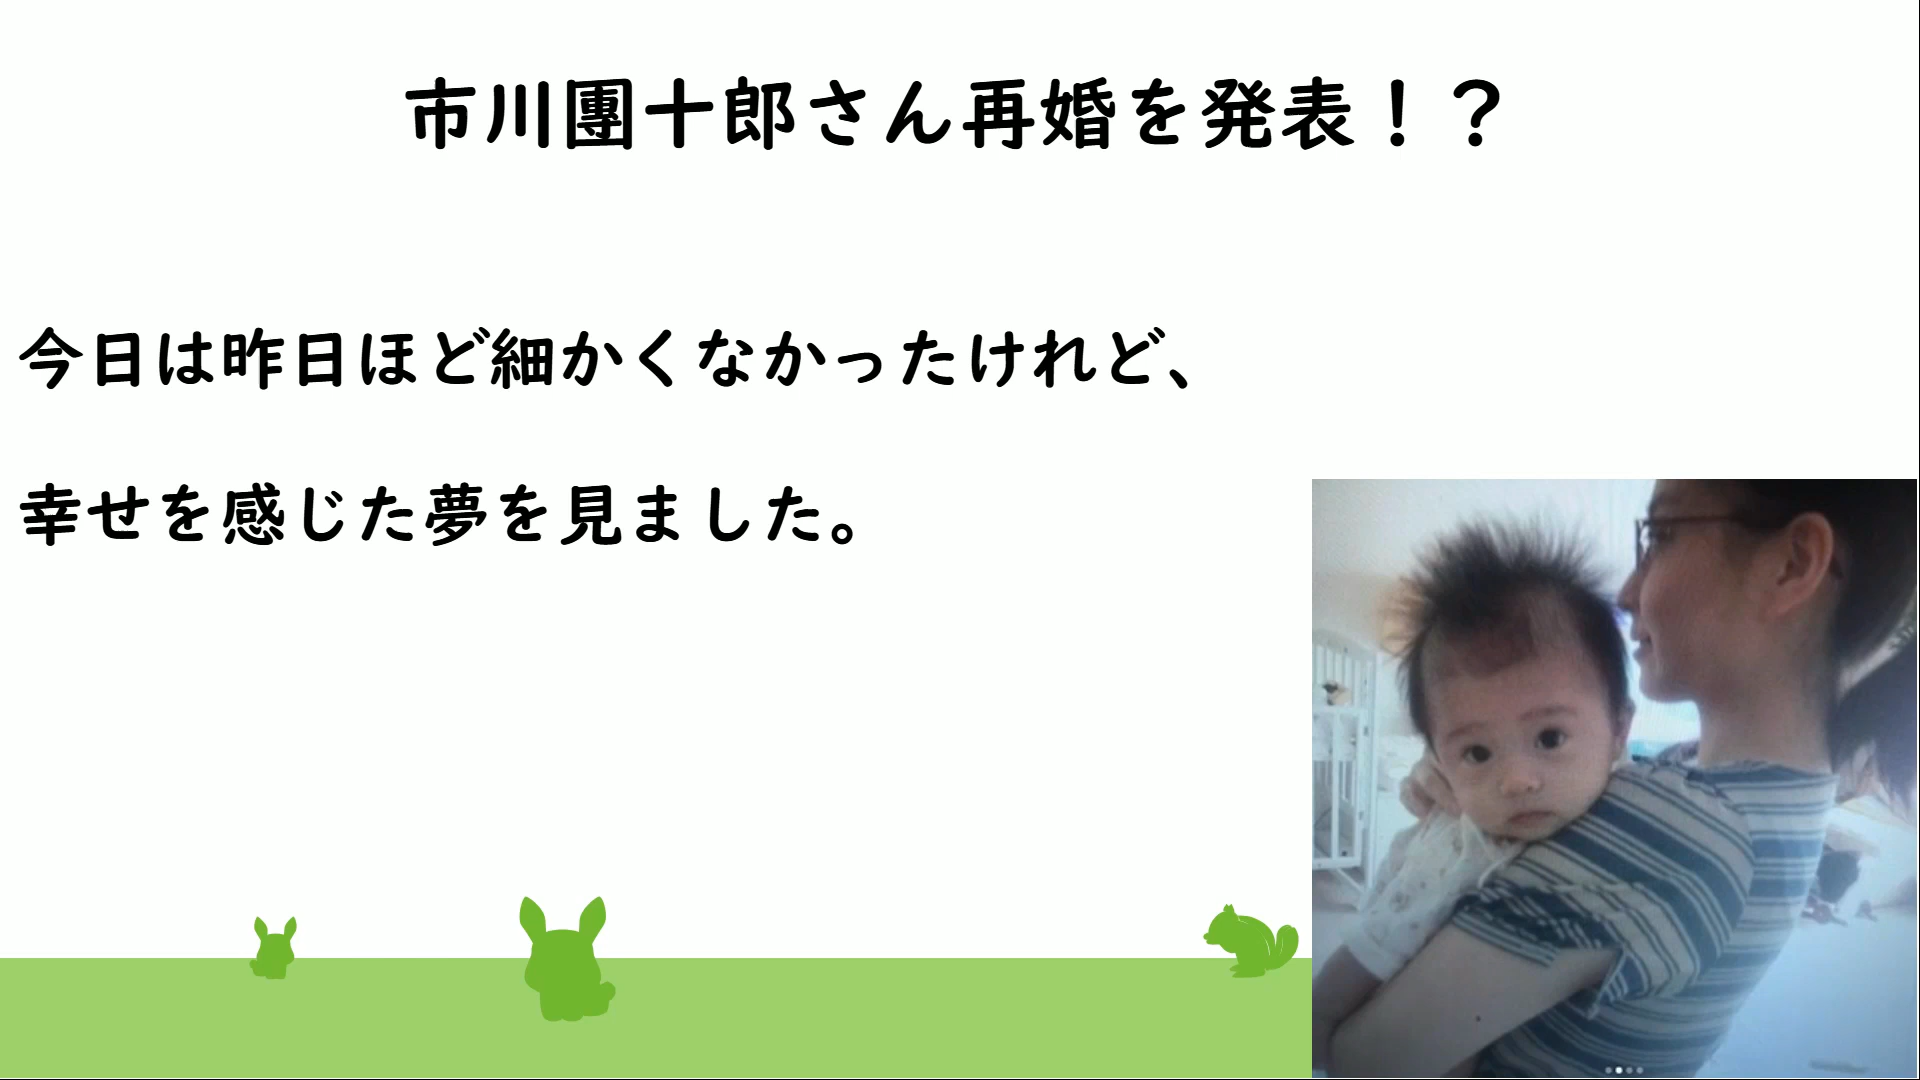 市川團十郎さん再婚を発表！？
今日は昨日ほど細かくなかったけれど、
幸せを感じた夢を見ました。